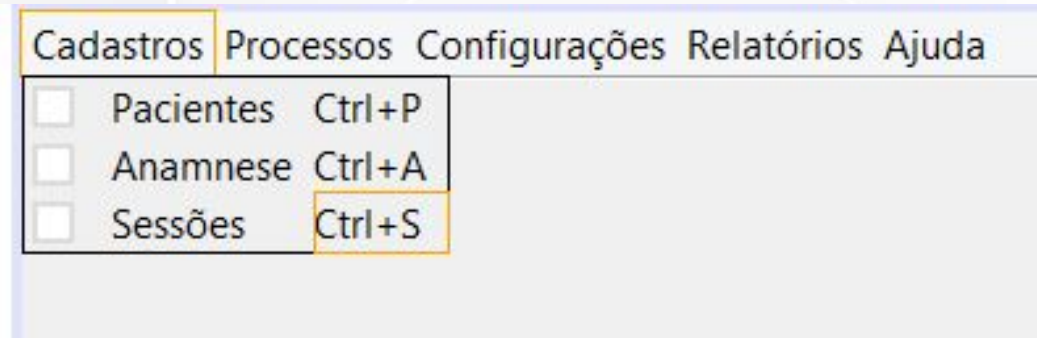 Cadastros Processos Configurações Relatórios Ajuda
Pacientes Ctrl+P
Anamnese Ctrl+A
Sessões Ctrl+S